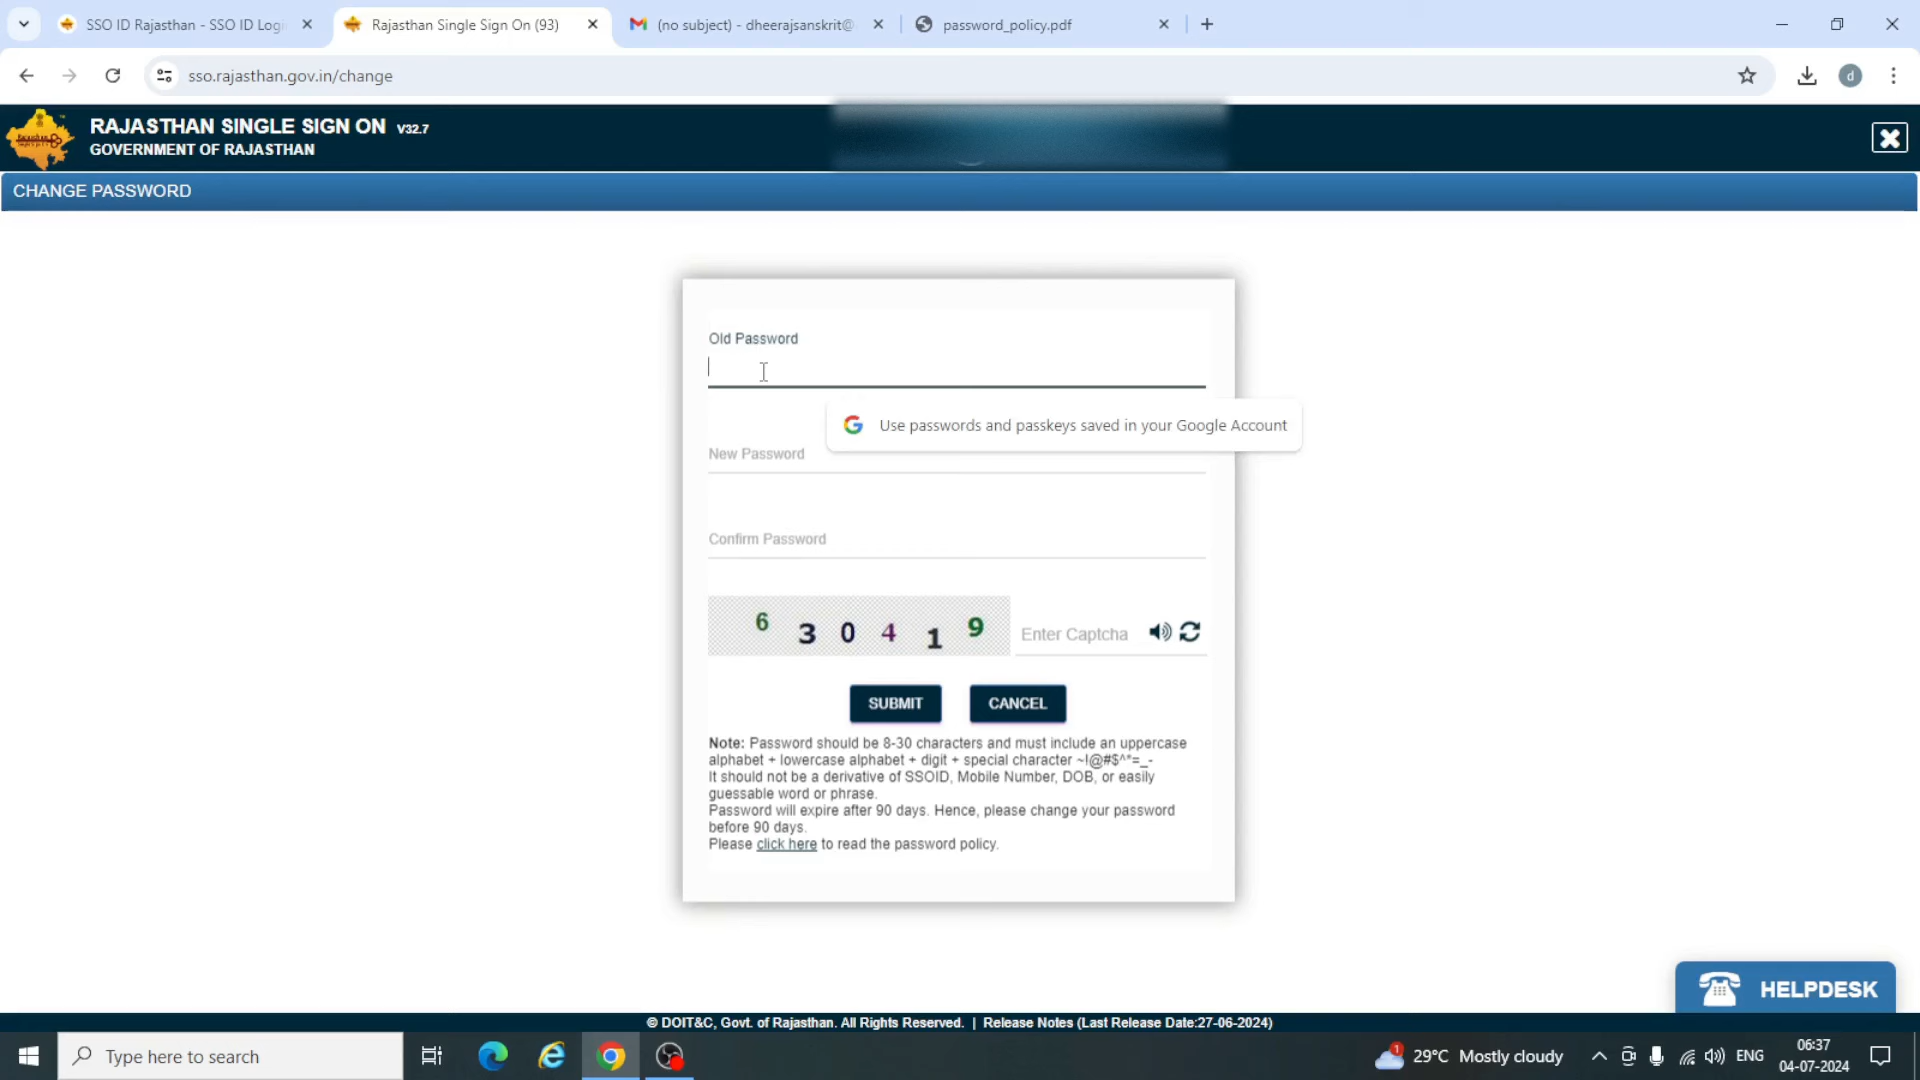 SSO ID Rajasthan - SSO ID Logi
Rajasthan Single Sign On (93)
(no subject) - dheerajsanskrit@
password_policy.pdf
sso.rajasthan.gov.in/change
d
RAJASTHAN SINGLE SIGN ON V32.7
GOVERNMENT OF RAJASTHAN
CHANGE PASSWORD
Old Password
Use passwords and passkeys saved in your Google Account
New Password
Confirm Password
6 3 0 4 1 9
Enter Captcha
SUBMIT
CANCEL
Note: Password should be 8-30 characters and must include an uppercase
alphabet + lowercase alphabet + digit + special character ~!@#$^*=_-
It should not be a derivative of SSOID, Mobile Number, DOB, or easily
guessable word or phrase.
Password will expire after 90 days. Hence, please change your password
before 90 days.
Please click here to read the password policy.
HELPDESK
© DOIT&C, Govt. of Rajasthan. All Rights Reserved. | Release Notes (Last Release Date:27-06-2024)
Type here to search
1
29°C Mostly cloudy
ENG
06:37
04-07-2024